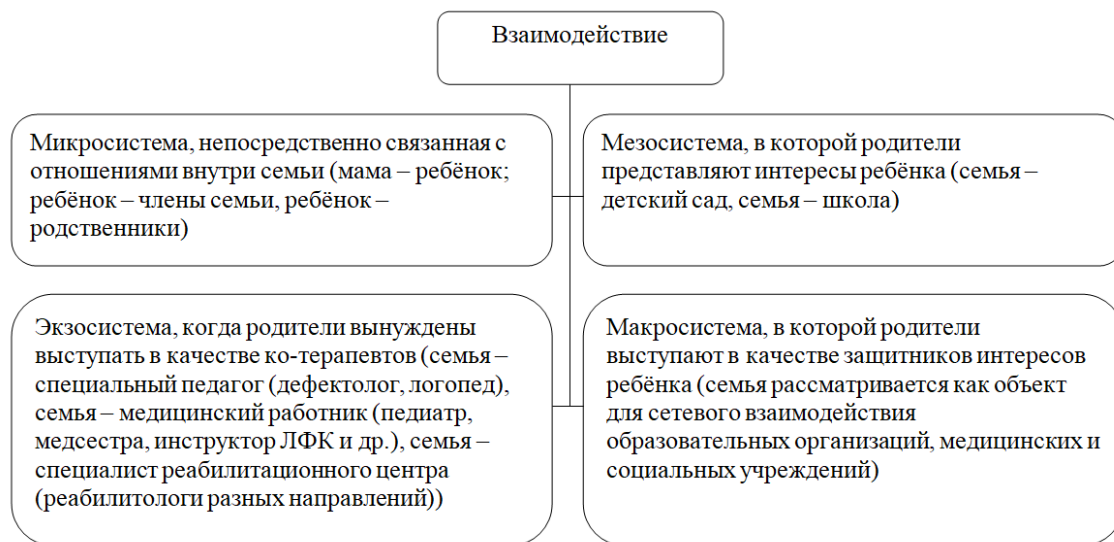 Взаимодействие
Микросистема, непосредственно связанная с
отношениями внутри семьи (мама – ребёнок;
ребёнок – члены семьи, ребёнок –
родственники)
Мезосистема, в которой родители
представляют интересы ребёнка (семья –
детский сад, семья – школа)
Экзосистема, когда родители вынуждены
выступать в качестве ко-терапевтов (семья –
специальный педагог (дефектолог, логопед),
семья – медицинский работник (педиатр,
медсестра, инструктор ЛФК и др.), семья –
специалист реабилитационного центра
(реабилитологи разных направлений))
Макросистема, в которой родители
выступают в качестве защитников интересов
ребёнка (семья рассматривается как объект
для сетевого взаимодействия
образовательных организаций, медицинских и
социальных учреждений)